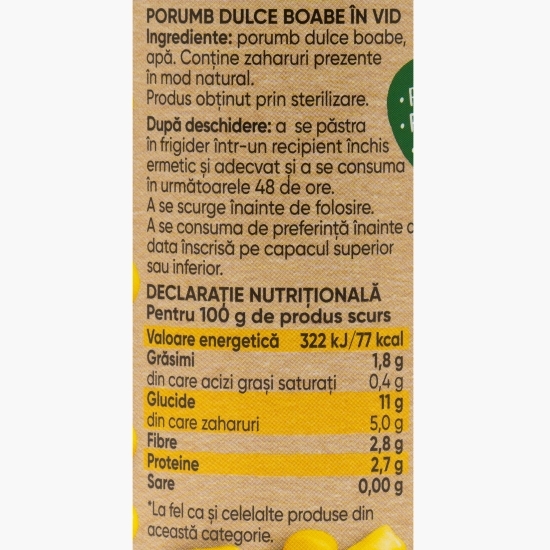 PORUMB DULCE BOABE ÎN VID
Ingrediente: porumb dulce boabe,
apă. Conține zaharuri prezente
în mod natural.
Produs obținut prin sterilizare.
După deschidere: a se păstra
în frigider într-un recipient închis
ermetic și adecvat și a se consuma
în următoarele 48 de ore.
A se scurge înainte de folosire.
A se consuma de preferință înainte
data înscrisă pe capacul superior
sau inferior.
DECLARAȚIE NUTRIȚIONALĂ
Pentru 100 g de produs scurs
Valoare energetică 322 kJ/77 kcal
Grăsimi 1,8 g
din care acizi grași saturați 0,4 g
Glucide 11 g
din care zaharuri 5,0 g
Fibre 2,8 g
Proteine 2,7 g
Sare 0,00 g
*La fel ca și celelalte produse din
această categorie.